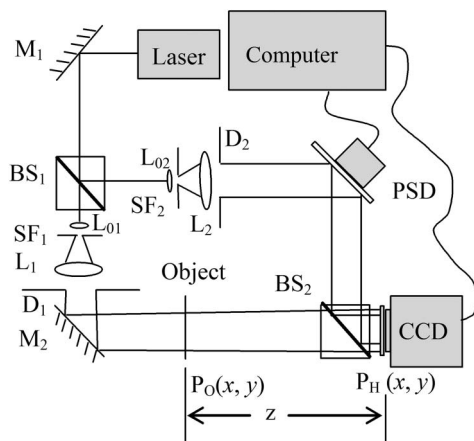 M1
Laser
Computer
BS1
L02
D2
SF2
L2
PSD
L01
SF1
L1
Object
BS2
D1
M2
CCD
PO(x, y)
PH (x, y)
z